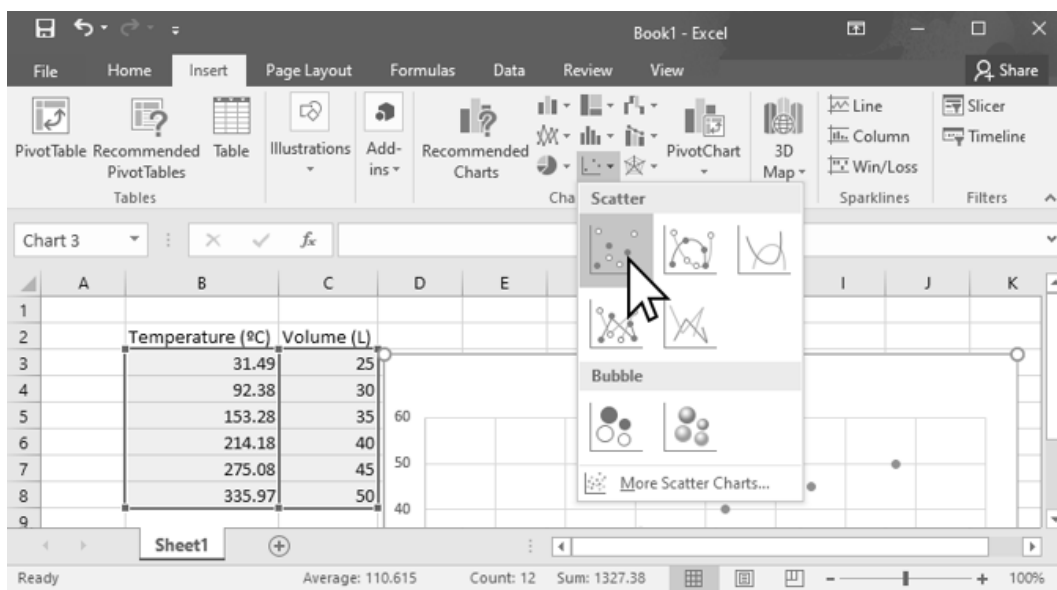 Book1 - Excel
File Home Insert Page Layout Formulas Data Review View Share
PivotTable Recommended PivotTables Table
Tables
Illustrations
Add-ins
Recommended Charts
PivotChart
3D Map
Cha
Line
Column
Win/Loss
Sparklines
Slicer
Timeline
Filters
Scatter
Bubble
More Scatter Charts...
Chart 3 fx
A B C D E I J K
1
2 Temperature (ºC) Volume (L)
3 31.49 25
4 92.38 30
5 153.28 35
6 214.18 40
7 275.08 45
8 335.97 50
9
60
50
40
Sheet1
Ready Average: 110.615 Count: 12 Sum: 1327.38 100%